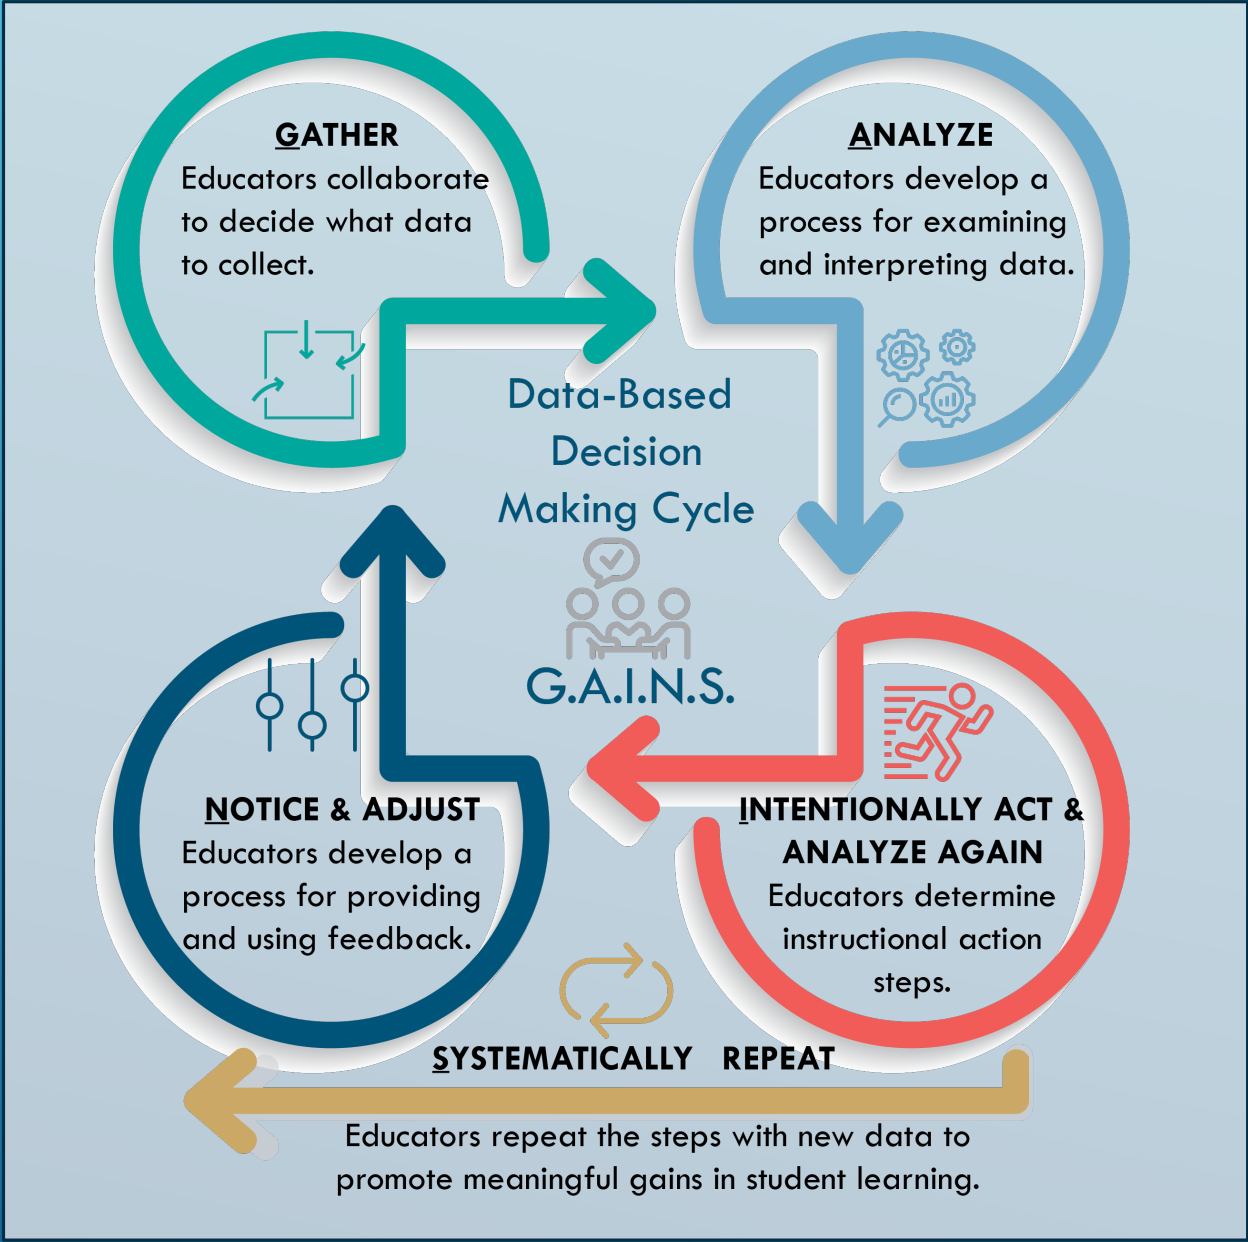 GATHER
Educators collaborate
to decide what data
to collect.
ANALYZE
Educators develop a
process for examining
and interpreting data.
Data-Based
Decision
Making Cycle
G.A.I.N.S.
INTENTIONALLY ACT &
ANALYZE AGAIN
Educators determine
instructional action
steps.
NOTICE & ADJUST
Educators develop a
process for providing
and using feedback.
SYSTEMATICALLY REPEAT
Educators repeat the steps with new data to
promote meaningful gains in student learning.